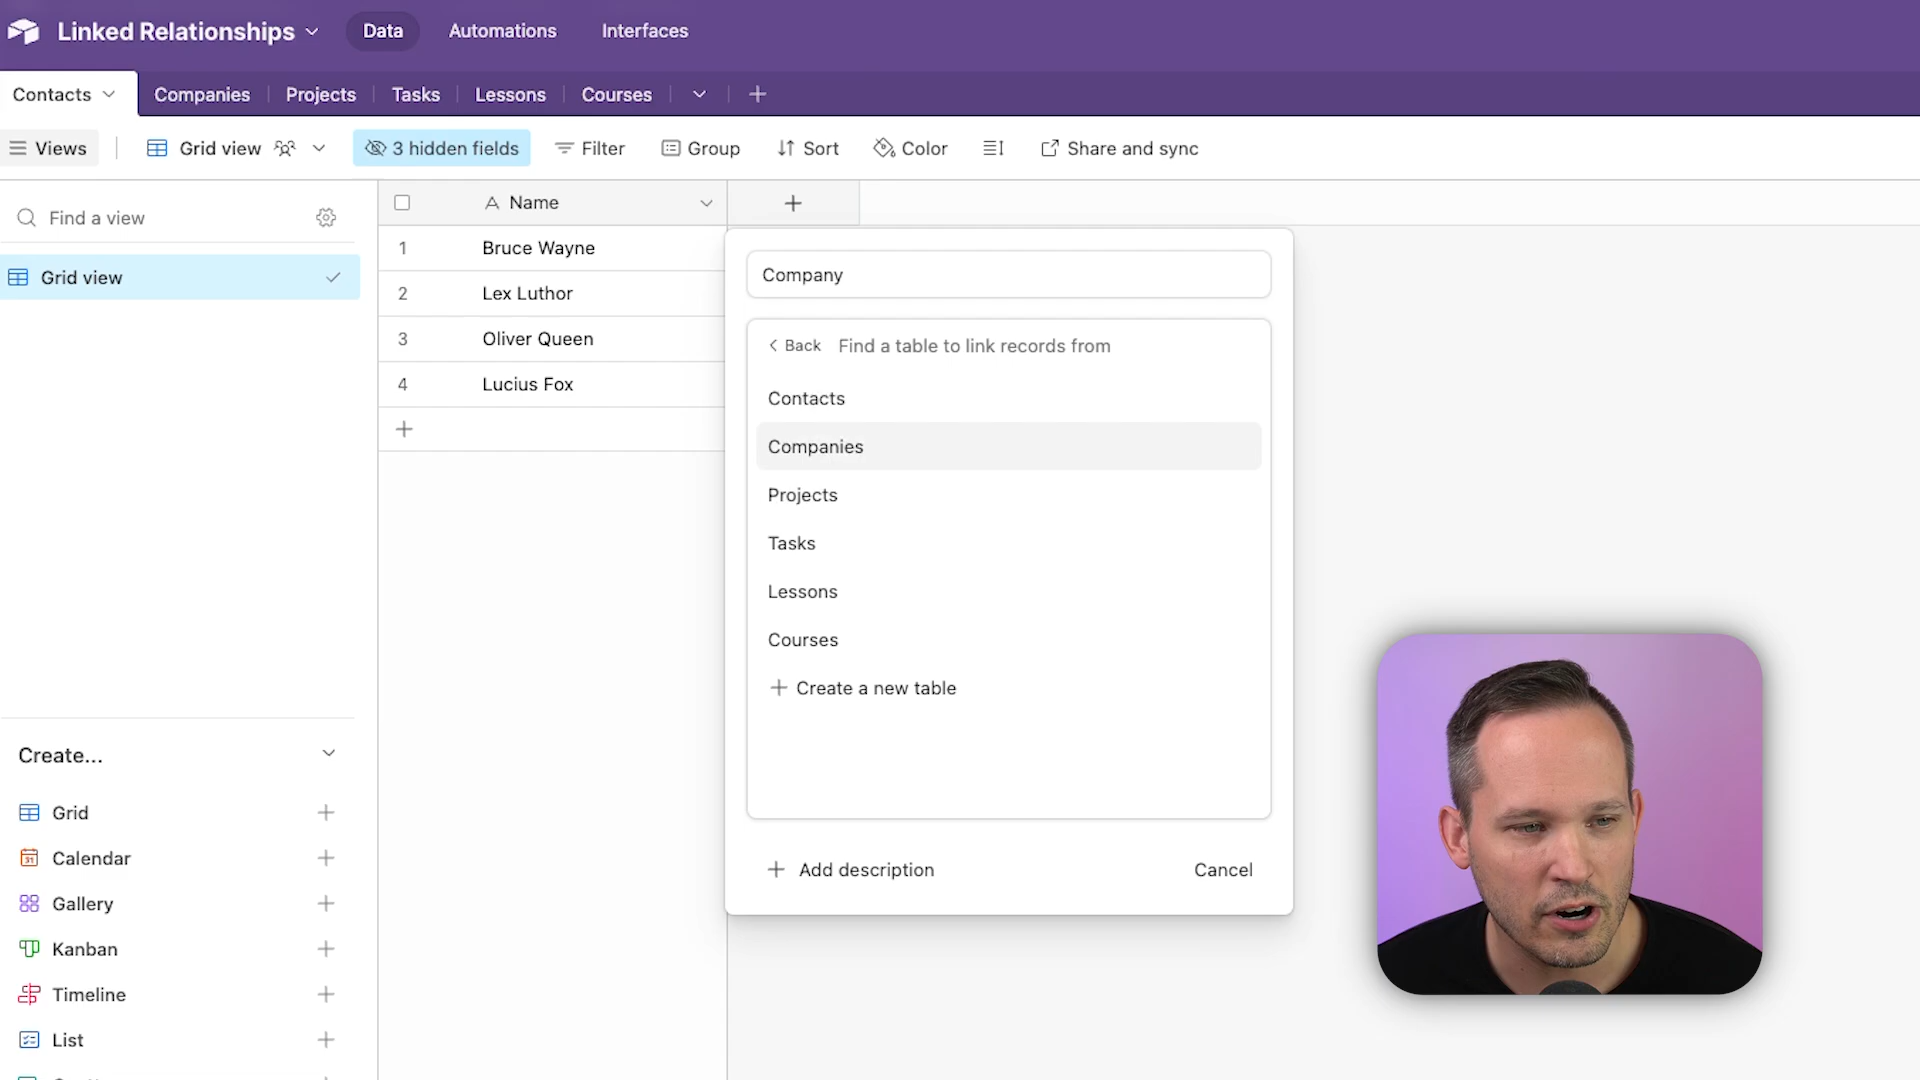 Linked Relationships
Data
Automations
Interfaces
Contacts
Companies
Projects
Tasks
Lessons
Courses
Views
Grid view
3 hidden fields
Filter
Group
Sort
Color
Share and sync
Find a view
Grid view
Create...
Grid
Calendar
Gallery
Kanban
Timeline
List
Name
1 Bruce Wayne
2 Lex Luthor
3 Oliver Queen
4 Lucius Fox
Company
Back Find a table to link records from
Contacts
Companies
Projects
Tasks
Lessons
Courses
Create a new table
Add description
Cancel